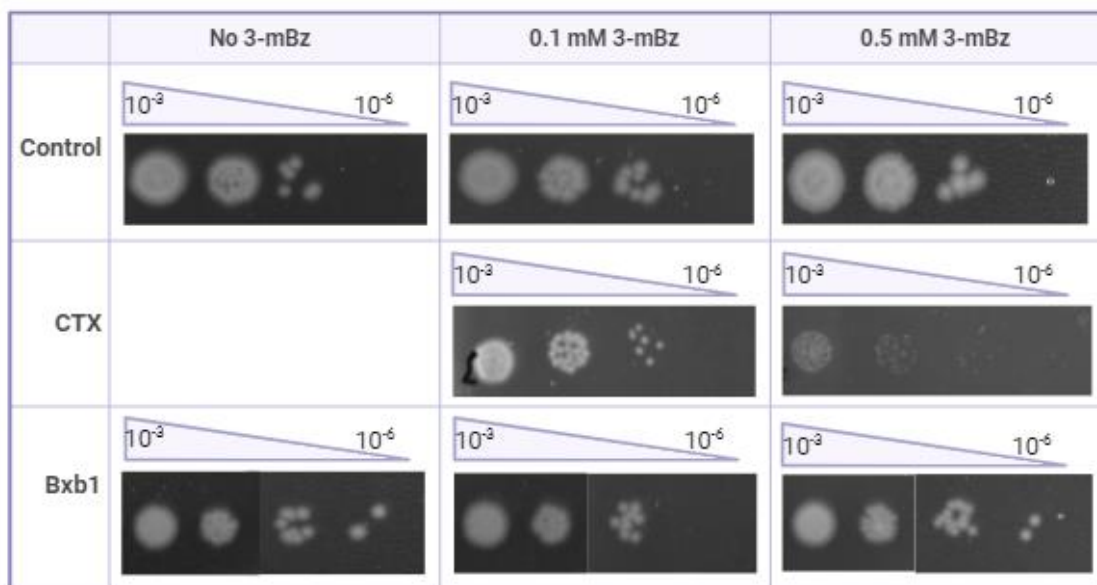 No 3-mBz 0.1 mM 3-mBz 0.5 mM 3-mBz
10⁻³ 10⁻⁶ 10⁻³ 10⁻⁶ 10⁻³ 10⁻⁶
Control
10⁻³ 10⁻⁶ 10⁻³ 10⁻⁶
CTX
10⁻³ 10⁻⁶ 10⁻³ 10⁻⁶ 10⁻³ 10⁻⁶
Bxb1